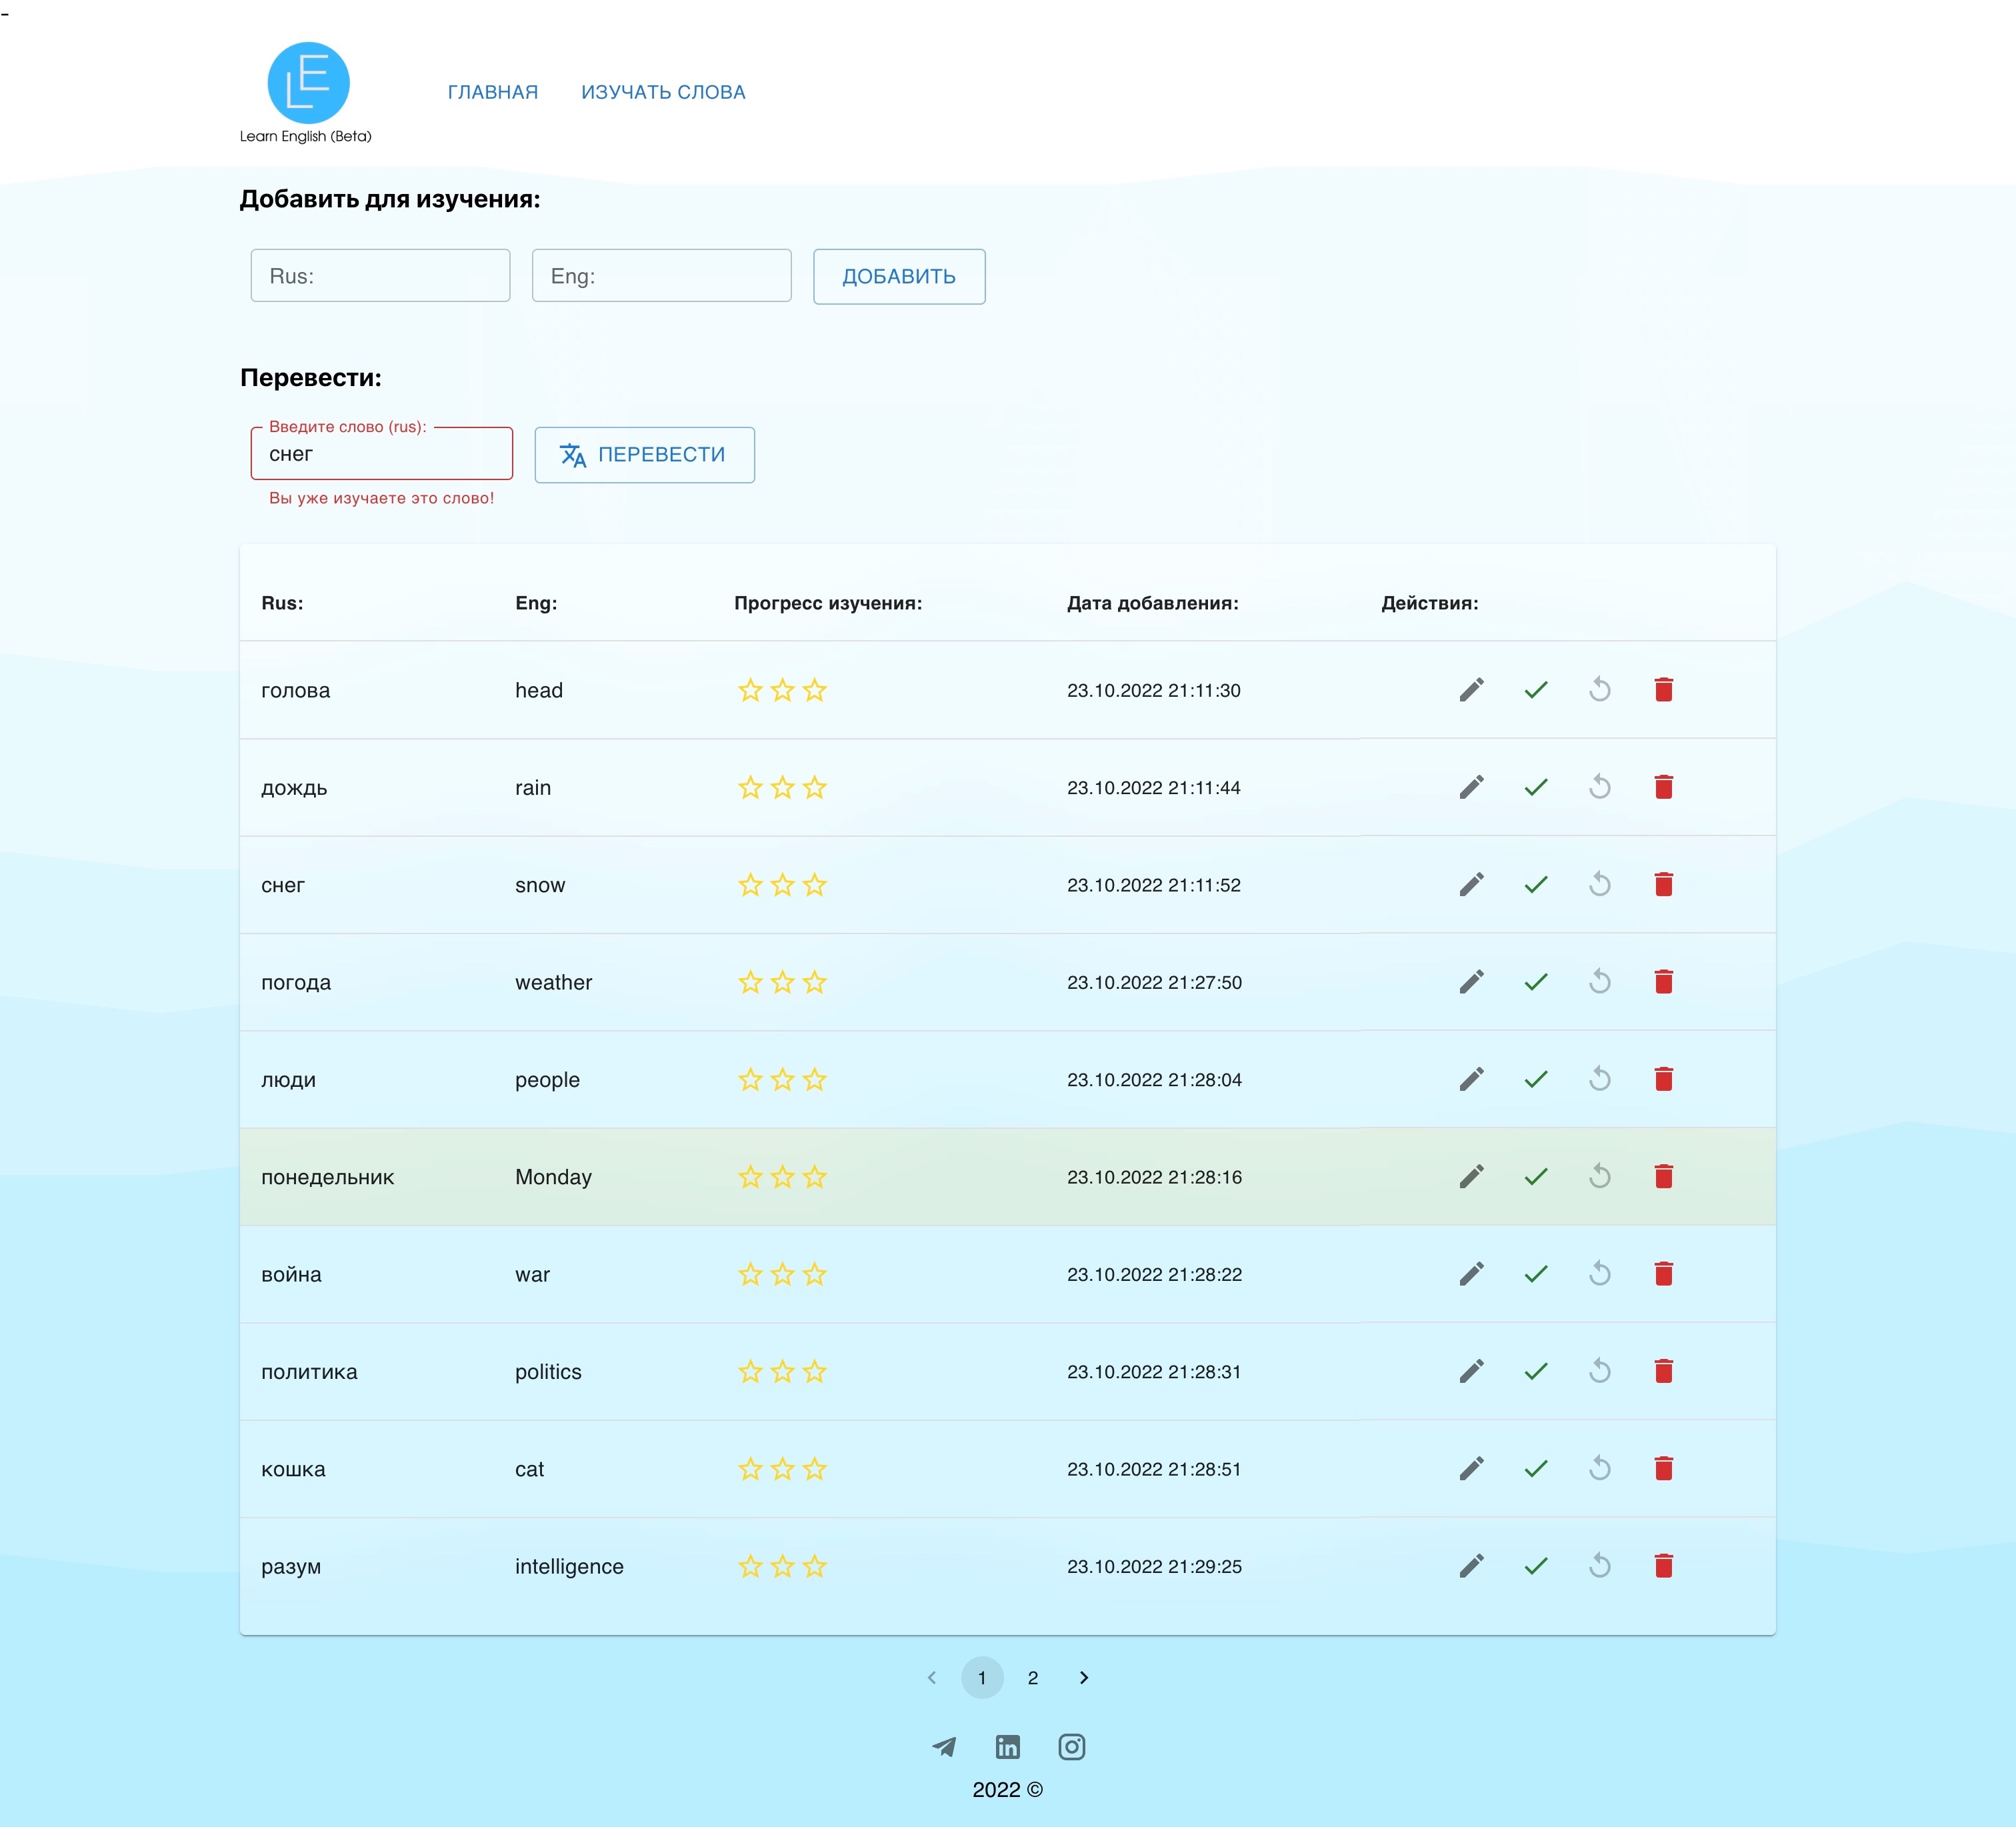 -
LE
Learn English (Beta)
ГЛАВНАЯ ИЗУЧАТЬ СЛОВА
Добавить для изучения:
Rus: Eng: ДОБАВИТЬ
Перевести:
Введите слово (rus):
снег ПЕРЕВЕСТИ
Вы уже изучаете это слово!
Rus: Eng: Прогресс изучения: Дата добавления: Действия:
голова head 23.10.2022 21:11:30
дождь rain 23.10.2022 21:11:44
снег snow 23.10.2022 21:11:52
погода weather 23.10.2022 21:27:50
люди people 23.10.2022 21:28:04
понедельник Monday 23.10.2022 21:28:16
война war 23.10.2022 21:28:22
политика politics 23.10.2022 21:28:31
кошка cat 23.10.2022 21:28:51
разум intelligence 23.10.2022 21:29:25
1 2
2022 ©